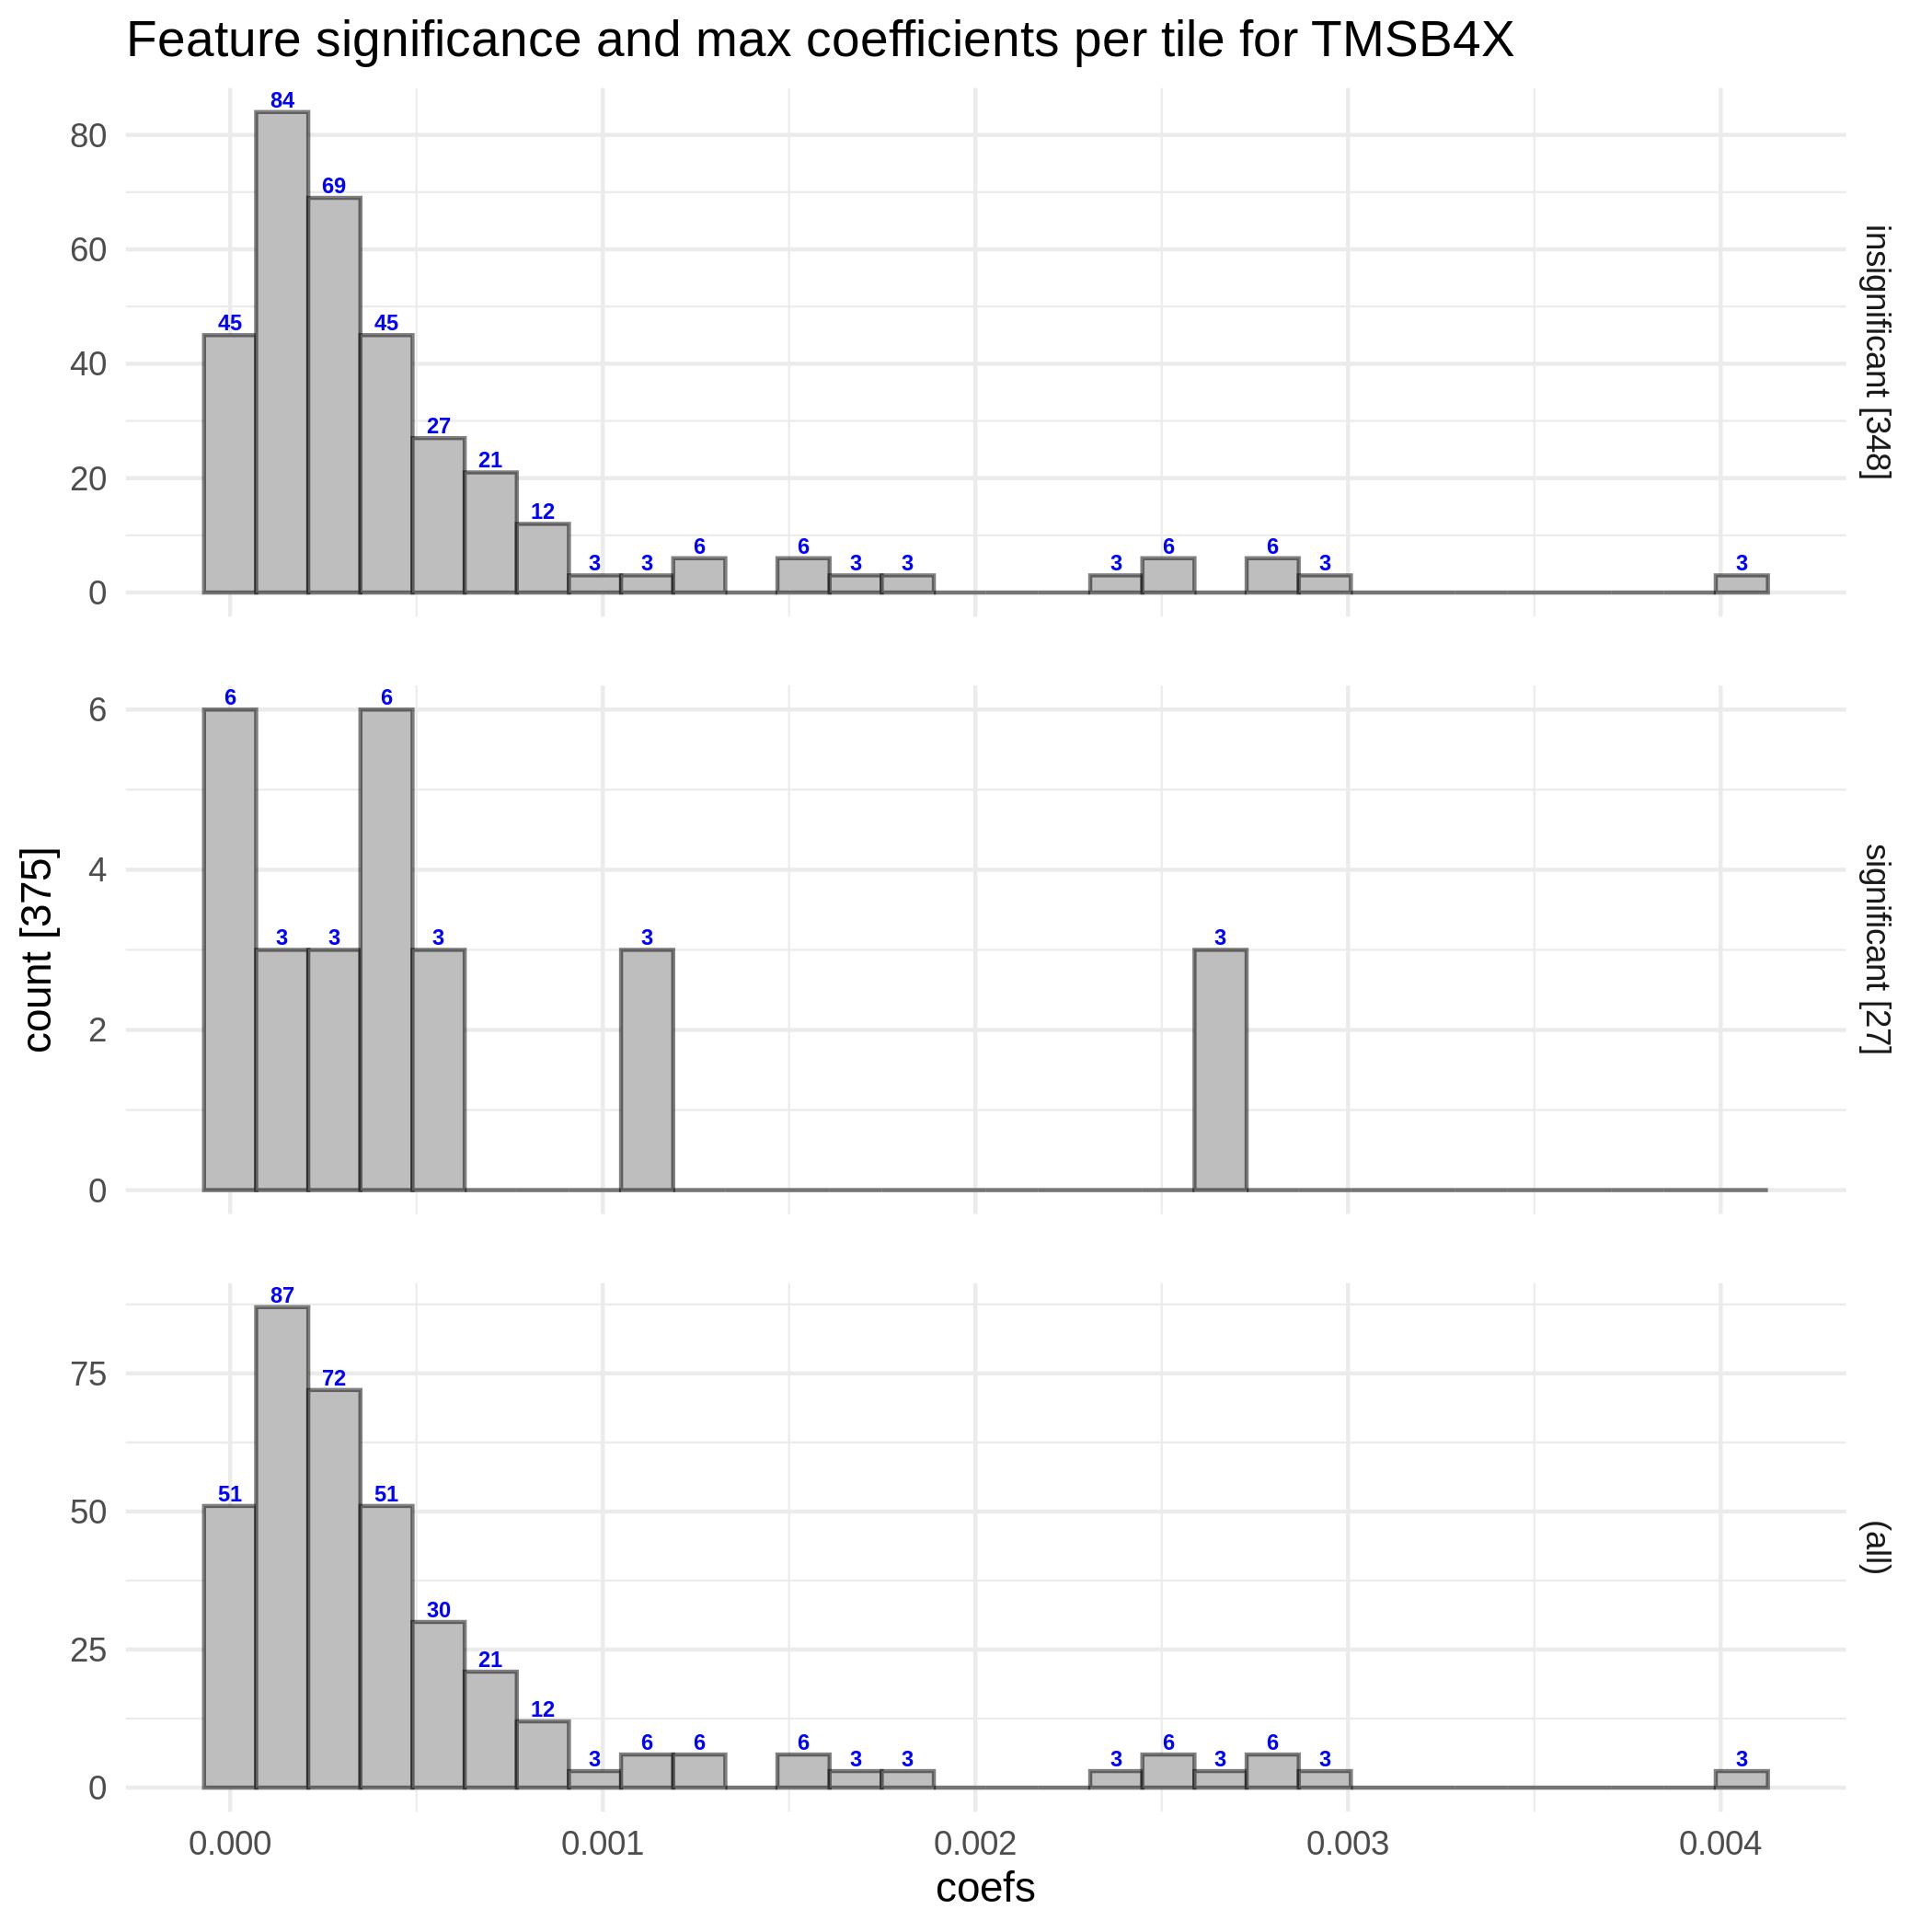 Feature significance and max coefficients per tile for TMSB4X
84
80
69
60
45
45
40
27
21
20
12
3 3 6 6 3 3 3 6 6 3 3
0
insignificant [348]
6 6
6
4
3 3 3 3 3
2
0
significant [27]
count [375]
87
75
72
51
51
50
30
25
21
12
3 6 6 6 3 3 3 6 3 6 3 3
0
(all)
0.000 0.001 0.002 0.003 0.004
coefs